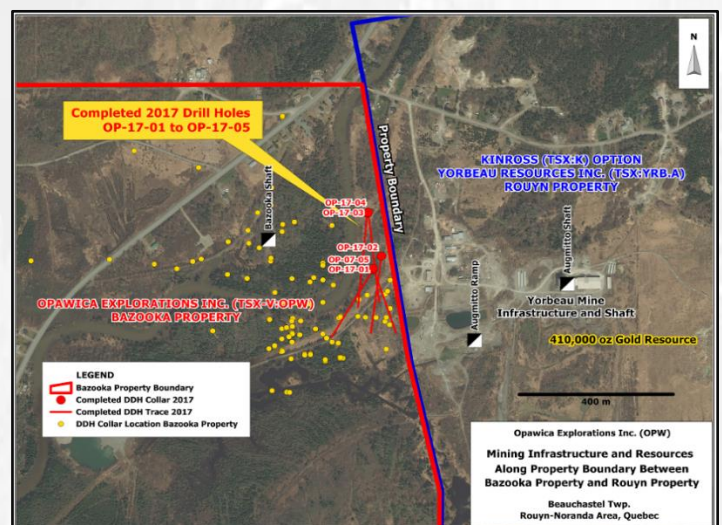 N
Completed 2017 Drill Holes
OP-17-01 to OP-17-05
Property Boundary
KINROSS (TSX:K) OPTION
YORBEAU RESOURCES INC. (TSX:YRB.A)
ROUYN PROPERTY
Bazooka Shaft
OP-17-04
OP-17-03
OP-17-02
OP-07-05
OP-17-01
Augmitto Shaft
Augmitto Ramp
Yorbeau Mine
Infrastructure and Shaft
OPAWICA EXPLORATIONS INC. (TSX:V:OPW)
BAZOOKA PROPERTY
410,000 oz Gold Resource
LEGEND
Bazooka Property Boundary
Completed DDH Collar 2017
Completed DDH Trace 2017
DDH Collar Location Bazooka Property
400 m
Opawica Explorations Inc. (OPW)
Mining Infrastructure and Resources
Along Property Boundary Between
Bazooka Property and Rouyn Property
Beauchastel Twp.
Rouyn-Noranda Area, Quebec